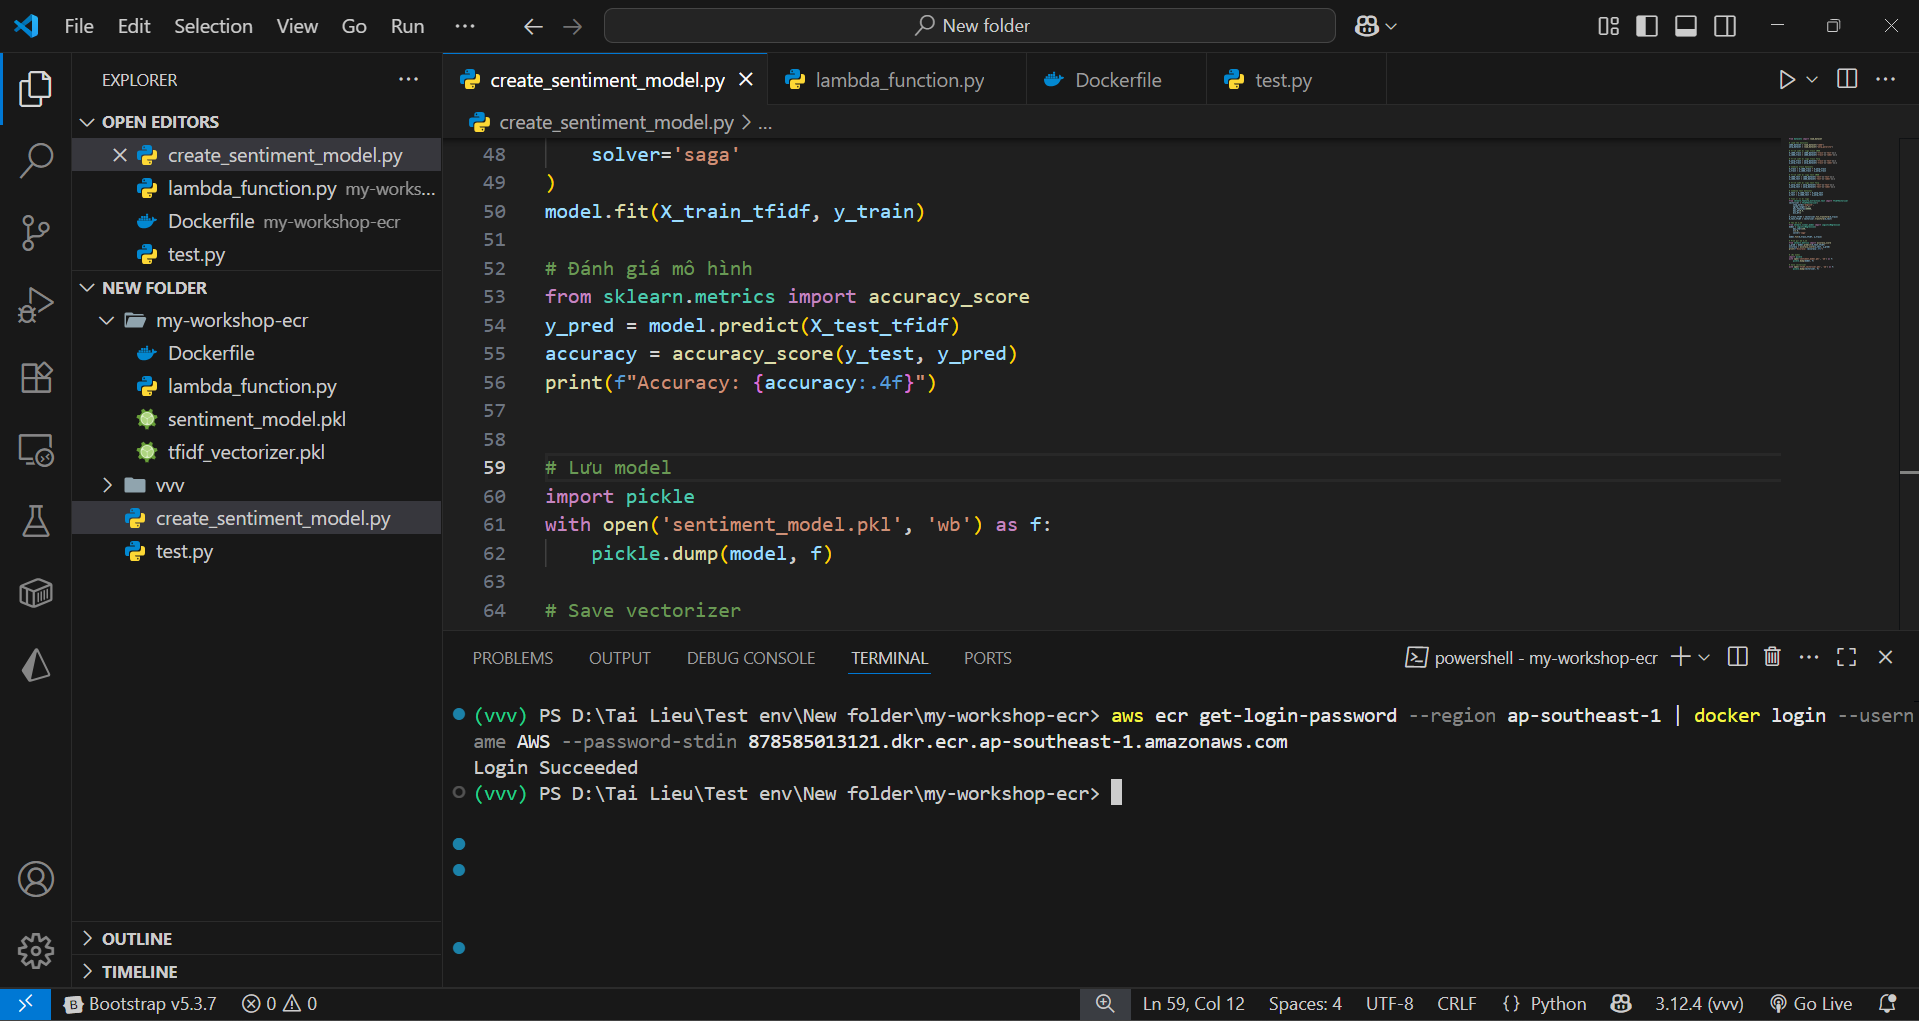 File Edit Selection View Go Run ··· New folder
EXPLORER
OPEN EDITORS
create_sentiment_model.py
lambda_function.py my-works...
Dockerfile my-workshop-ecr
test.py
NEW FOLDER
my-workshop-ecr
Dockerfile
lambda_function.py
sentiment_model.pkl
tfidf_vectorizer.pkl
vvv
create_sentiment_model.py
test.py
OUTLINE
TIMELINE
create_sentiment_model.py lambda_function.py Dockerfile test.py
create_sentiment_model.py > ...
48 solver='saga'
49 )
50 model.fit(X_train_tfidf, y_train)
51
52 # Đánh giá mô hình
53 from sklearn.metrics import accuracy_score
54 y_pred = model.predict(X_test_tfidf)
55 accuracy = accuracy_score(y_test, y_pred)
56 print(f"Accuracy: {accuracy:.4f}")
57
58
59 # Lưu model
60 import pickle
61 with open('sentiment_model.pkl', 'wb') as f:
62 pickle.dump(model, f)
63
64 # Save vectorizer
PROBLEMS OUTPUT DEBUG CONSOLE TERMINAL PORTS powershell - my-workshop-ecr
(vvv) PS D:\Tai Lieu\Test env\New folder\my-workshop-ecr> aws ecr get-login-password --region ap-southeast-1 | docker login --usern
ame AWS --password-stdin 878585013121.dkr.ecr.ap-southeast-1.amazonaws.com
Login Succeeded
(vvv) PS D:\Tai Lieu\Test env\New folder\my-workshop-ecr>
Bootstrap v5.3.7 0 0 Ln 59, Col 12 Spaces: 4 UTF-8 CRLF {} Python 3.12.4 (vvv) Go Live